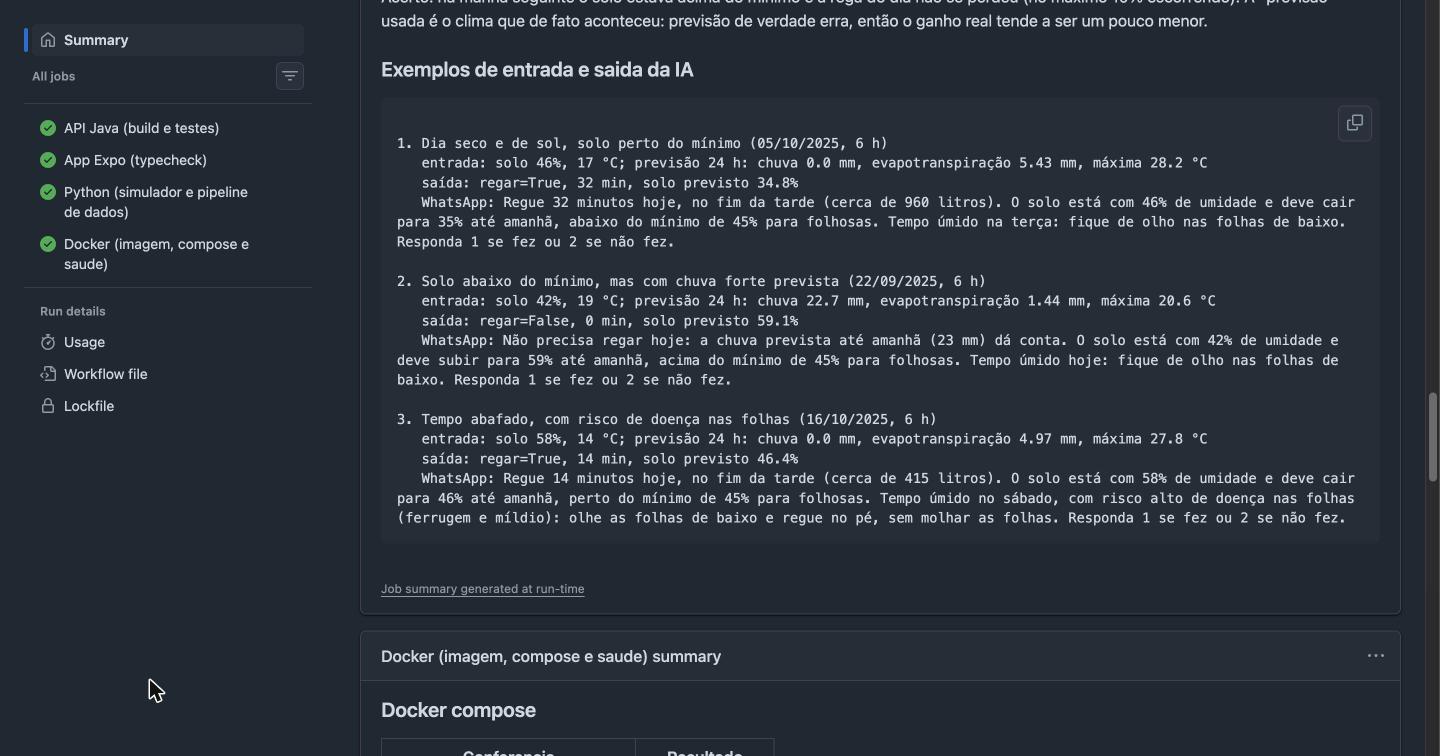 Summary
All jobs
API Java (build e testes)
App Expo (typecheck)
Python (simulador e pipeline
de dados)
Docker (imagem, compose e
saude)
Run details
Usage
Workflow file
Lockfile
usada é o clima que de fato aconteceu: previsão de verdade erra, então o ganho real tende a ser um pouco menor.
Exemplos de entrada e saida da IA
1. Dia seco e de sol, solo perto do mínimo (05/10/2025, 6 h)
entrada: solo 46%, 17 °C; previsão 24 h: chuva 0.0 mm, evapotranspiração 5.43 mm, máxima 28.2 °C
saída: regar=True, 32 min, solo previsto 34.8%
WhatsApp: Regue 32 minutos hoje, no fim da tarde (cerca de 960 litros). O solo está com 46% de umidade e deve cair
para 35% até amanhã, abaixo do mínimo de 45% para folhosas. Tempo úmido na terça: fique de olho nas folhas de baixo.
Responda 1 se fez ou 2 se não fez.
2. Solo abaixo do mínimo, mas com chuva forte prevista (22/09/2025, 6 h)
entrada: solo 42%, 19 °C; previsão 24 h: chuva 22.7 mm, evapotranspiração 1.44 mm, máxima 20.6 °C
saída: regar=False, 0 min, solo previsto 59.1%
WhatsApp: Não precisa regar hoje: a chuva prevista até amanhã (23 mm) dá conta. O solo está com 42% de umidade e
deve subir para 59% até amanhã, acima do mínimo de 45% para folhosas. Tempo úmido hoje: fique de olho nas folhas de
baixo. Responda 1 se fez ou 2 se não fez.
3. Tempo abafado, com risco de doença nas folhas (16/10/2025, 6 h)
entrada: solo 58%, 14 °C; previsão 24 h: chuva 0.0 mm, evapotranspiração 4.97 mm, máxima 27.8 °C
saída: regar=True, 14 min, solo previsto 46.4%
WhatsApp: Regue 14 minutos hoje, no fim da tarde (cerca de 415 litros). O solo está com 58% de umidade e deve cair
para 46% até amanhã, perto do mínimo de 45% para folhosas. Tempo úmido no sábado, com risco alto de doença nas folhas
(ferrugem e míldio): olhe as folhas de baixo e regue no pé, sem molhar as folhas. Responda 1 se fez ou 2 se não fez.
Job summary generated at run-time
Docker (imagem, compose e saude) summary
Docker compose
Conferencia Resultado